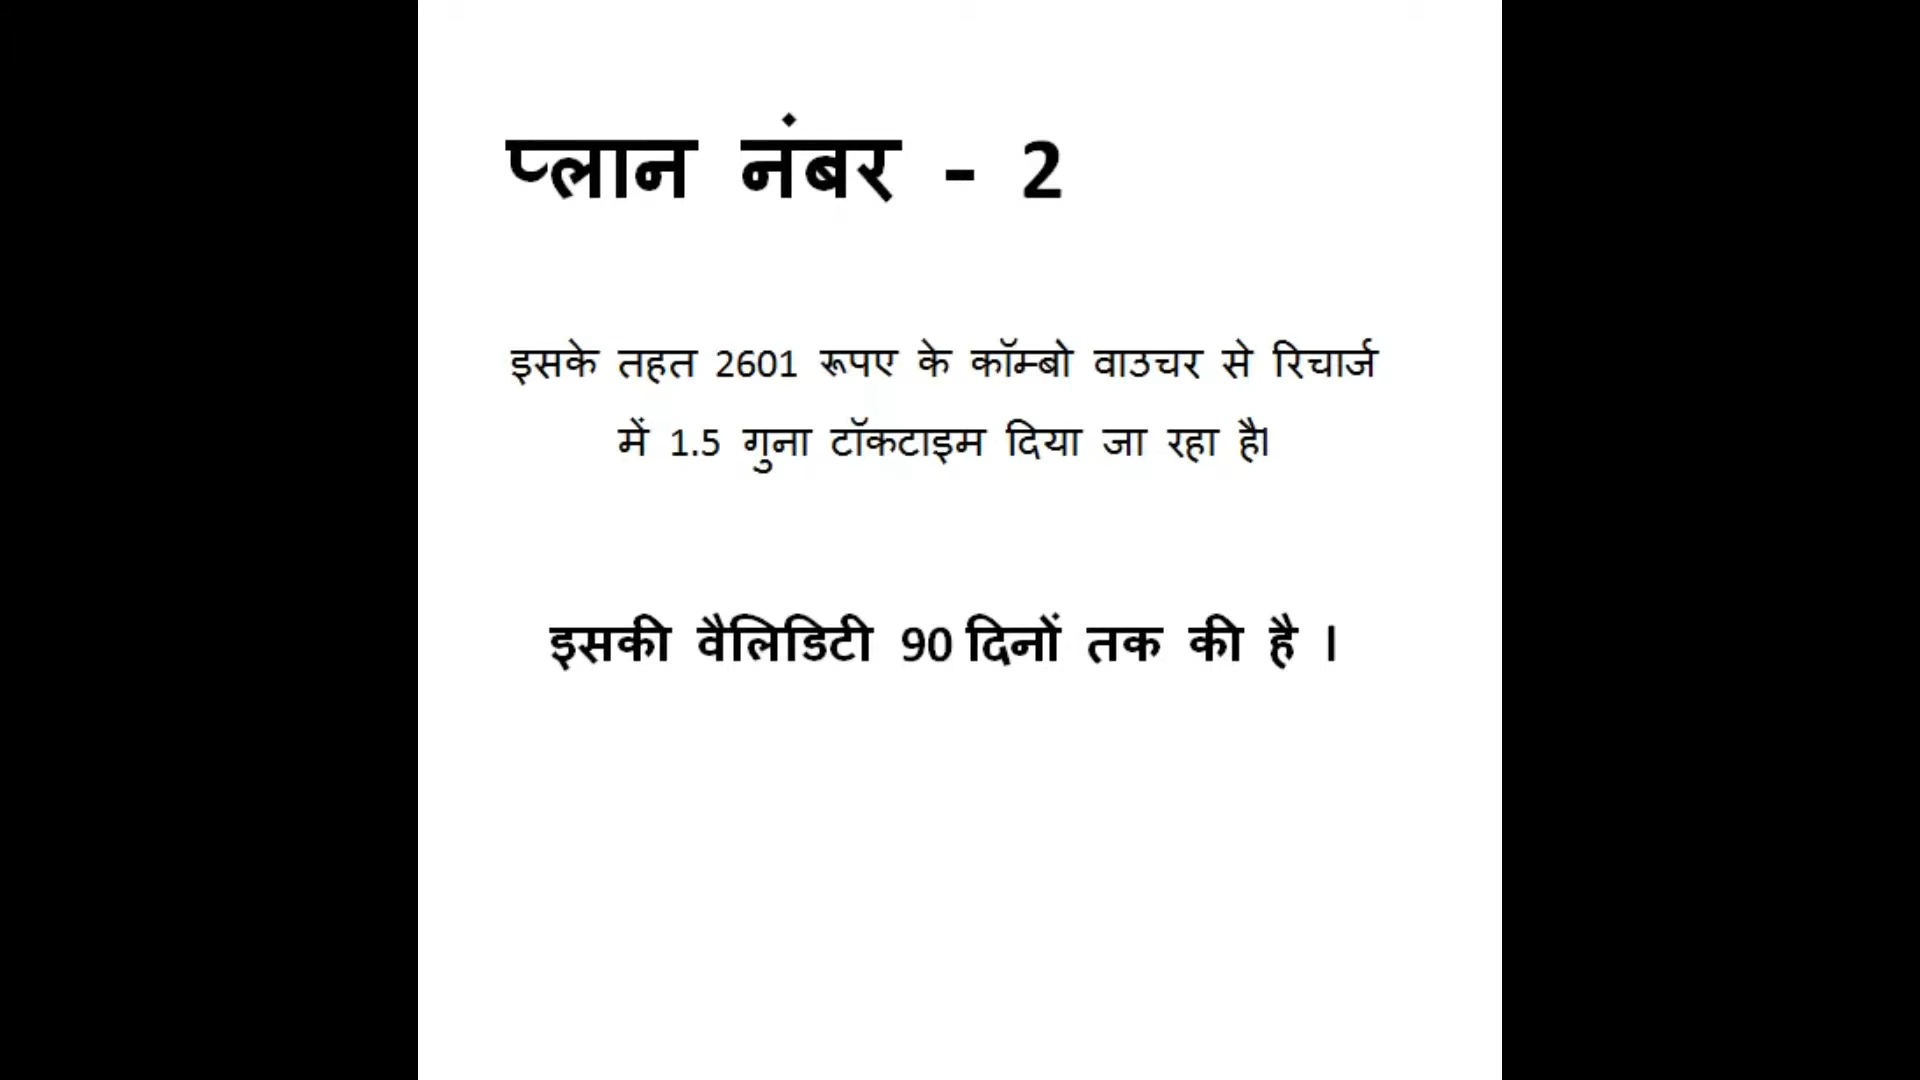 प्लान नंबर - 2
इसके तहत 2601 रूपए के कॉम्बो वाउचर से रिचार्ज
में 1.5 गुना टॉकटाइम दिया जा रहा है।
इसकी वैलिडिटी 90 दिनों तक की है ।